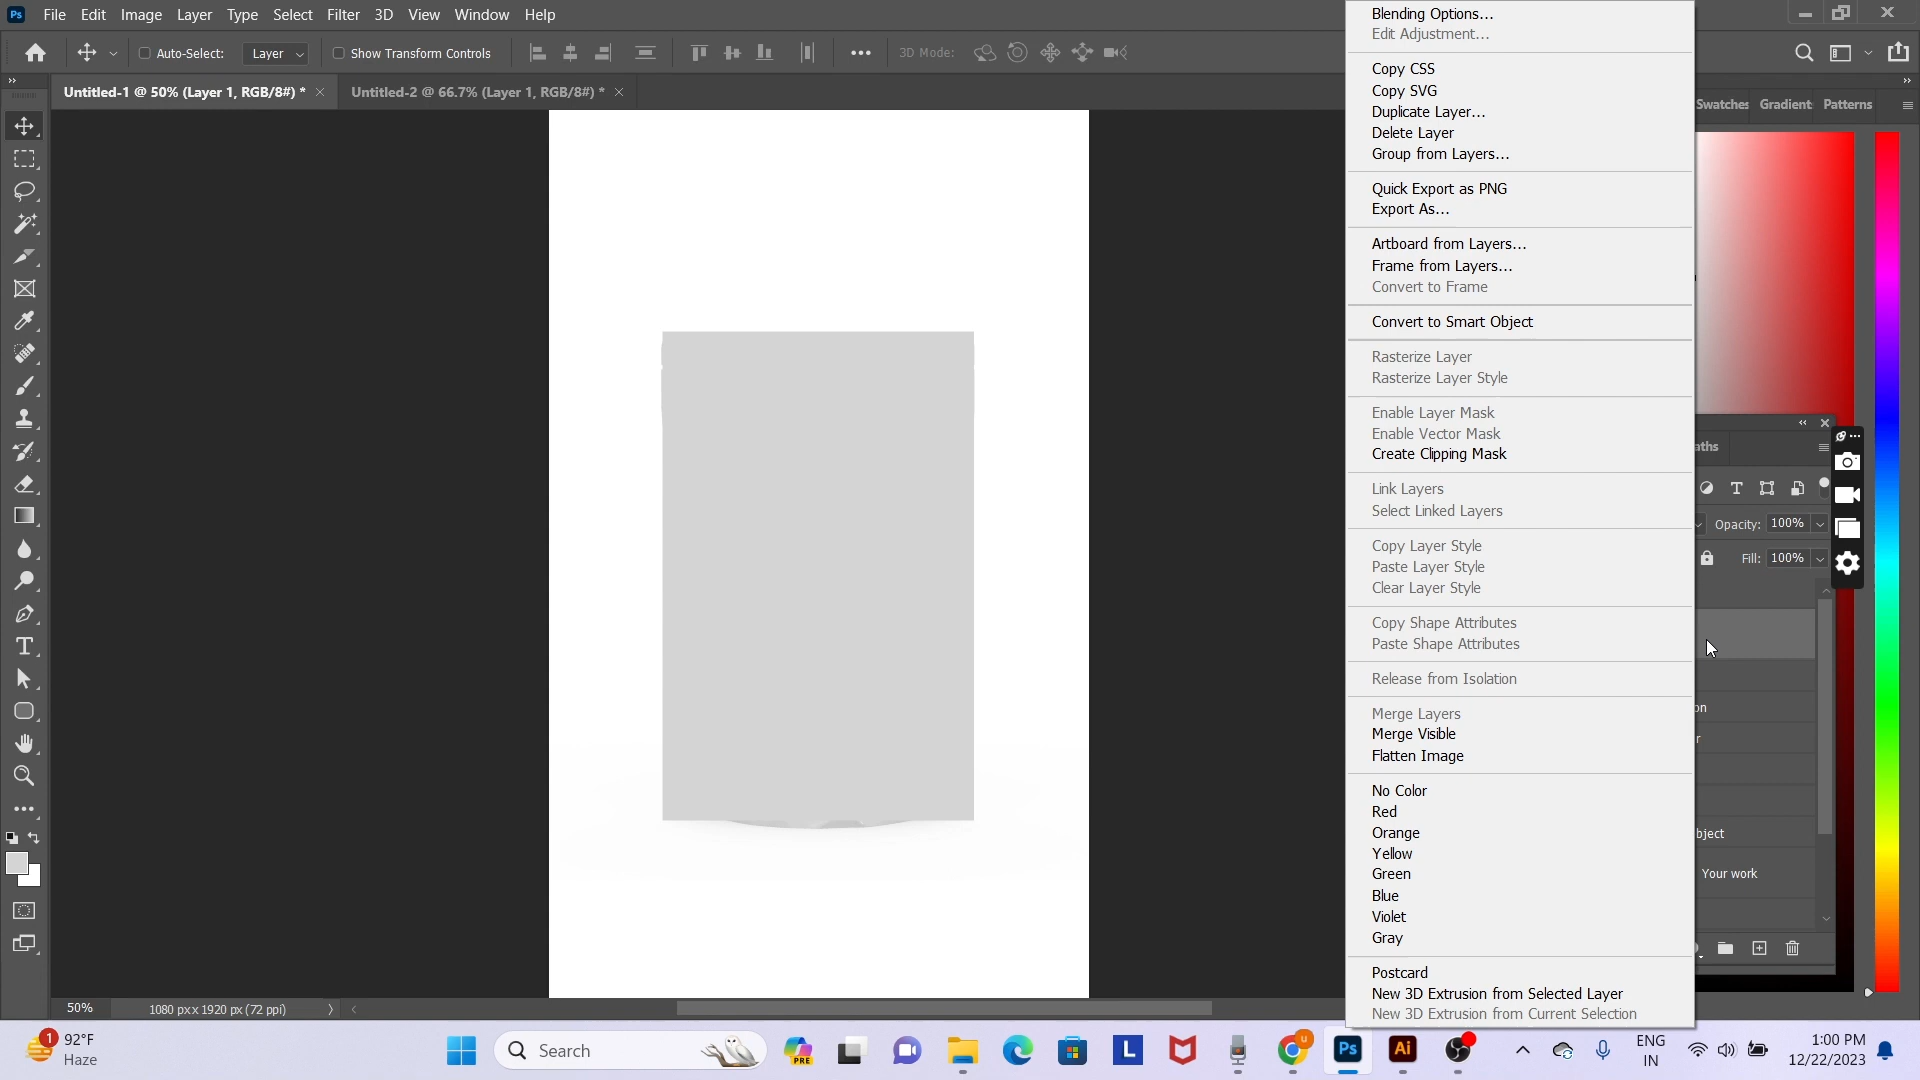 Ps File Edit Image Layer Type Select Filter 3D View Window Help
Auto-Select: Layer Show Transform Controls 3D Mode:
Untitled-1 @ 50% (Layer 1, RGB/8#) * Untitled-2 @ 66.7% (Layer 1, RGB/8#) *
Swatches Gradient Patterns
Blending Options...
Edit Adjustment...
Copy CSS
Copy SVG
Duplicate Layer...
Delete Layer
Group from Layers...
Quick Export as PNG
Export As...
Artboard from Layers...
Frame from Layers...
Convert to Frame
Convert to Smart Object
Rasterize Layer
Rasterize Layer Style
Enable Layer Mask
Enable Vector Mask
Create Clipping Mask
Link Layers
Select Linked Layers
Copy Layer Style
Paste Layer Style
Clear Layer Style
Copy Shape Attributes
Paste Shape Attributes
Release from Isolation
Merge Layers
Merge Visible
Flatten Image
No Color
Red
Orange
Yellow
Green
Blue
Violet
Gray
Postcard
New 3D Extrusion from Selected Layer
New 3D Extrusion from Current Selection
aths
Opacity: 100%
Fill: 100%
on
r
bject
Your work
50% 1080 px x 1920 px (72 ppi)
1 92°F
Haze
Search
PRE
L
u
Ps
Ai
ENG
IN
1:00 PM
12/22/2023